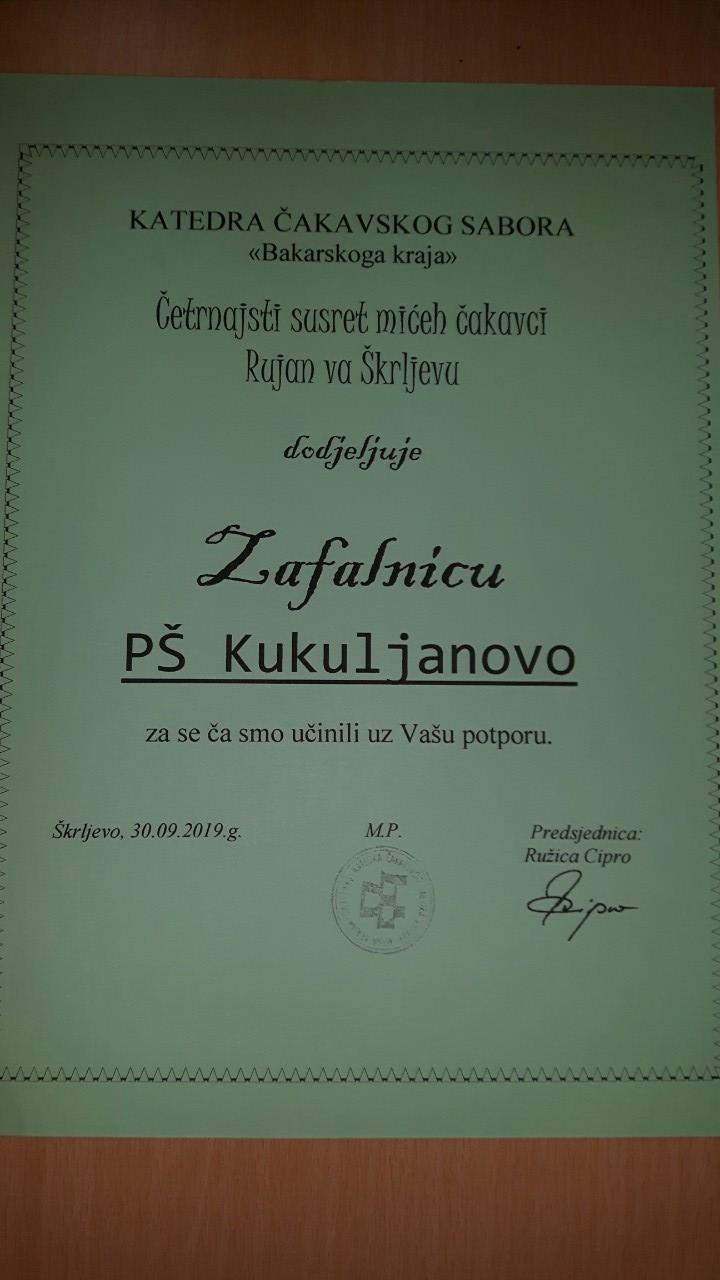 KATEDRA ČAKAVSKOG SABORA
«Bakarskoga kraja»
Četrnajsti susret mićeh čakavci
Rujan va Škrljevu
dodjeljuje
Zafalnicu
PŠ Kukuljanovo
za se ča smo učinili uz Vašu potporu.
Škrljevo, 30.09.2019.g.
M.P.
Predsjednica:
Ružica Cipro